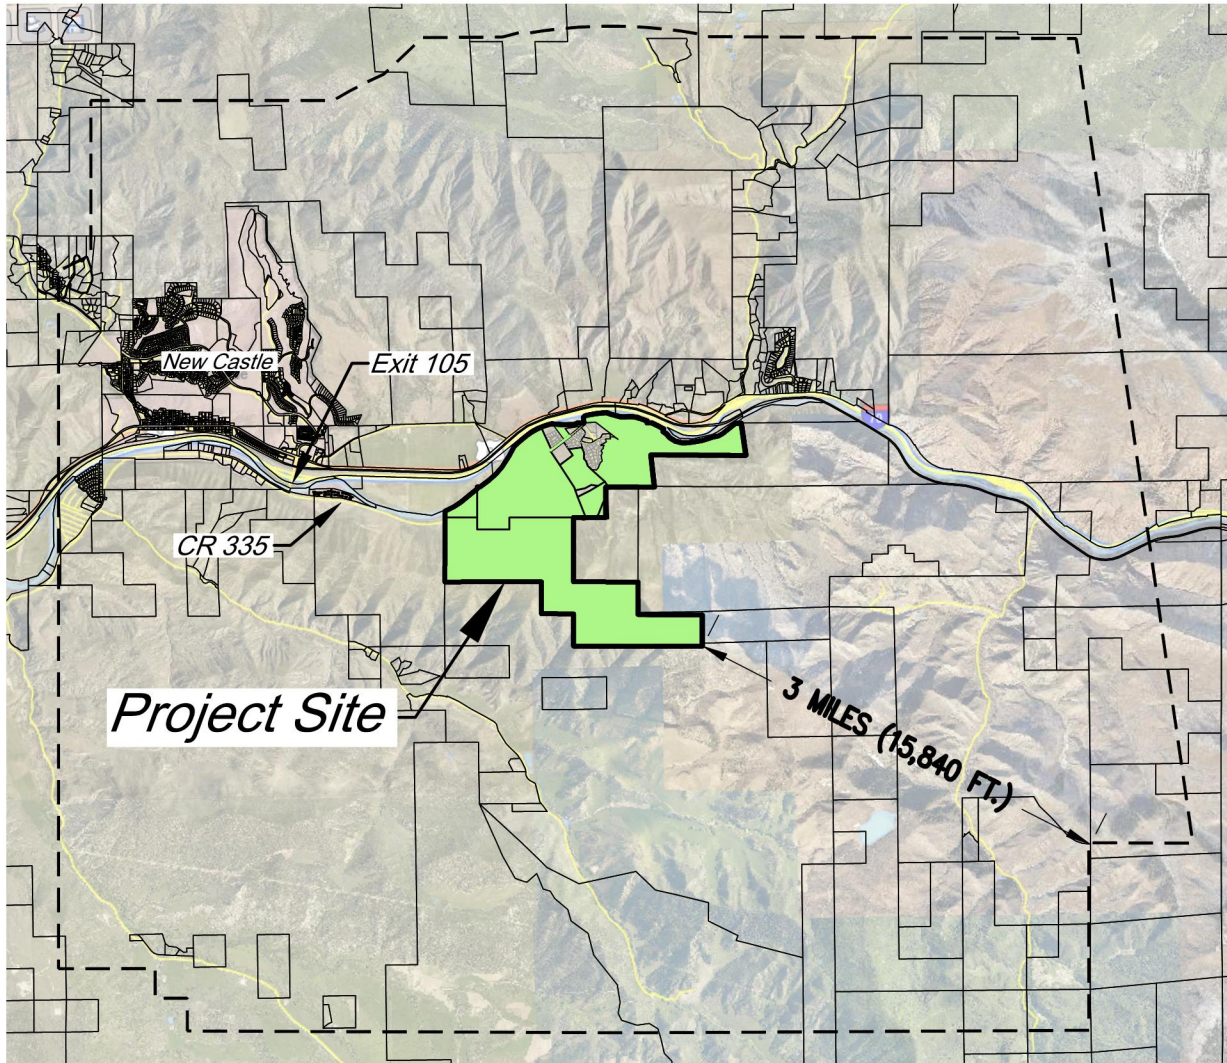 New Castle
Exit 105
CR 335
Project Site
3 MILES (15,840 FT.)